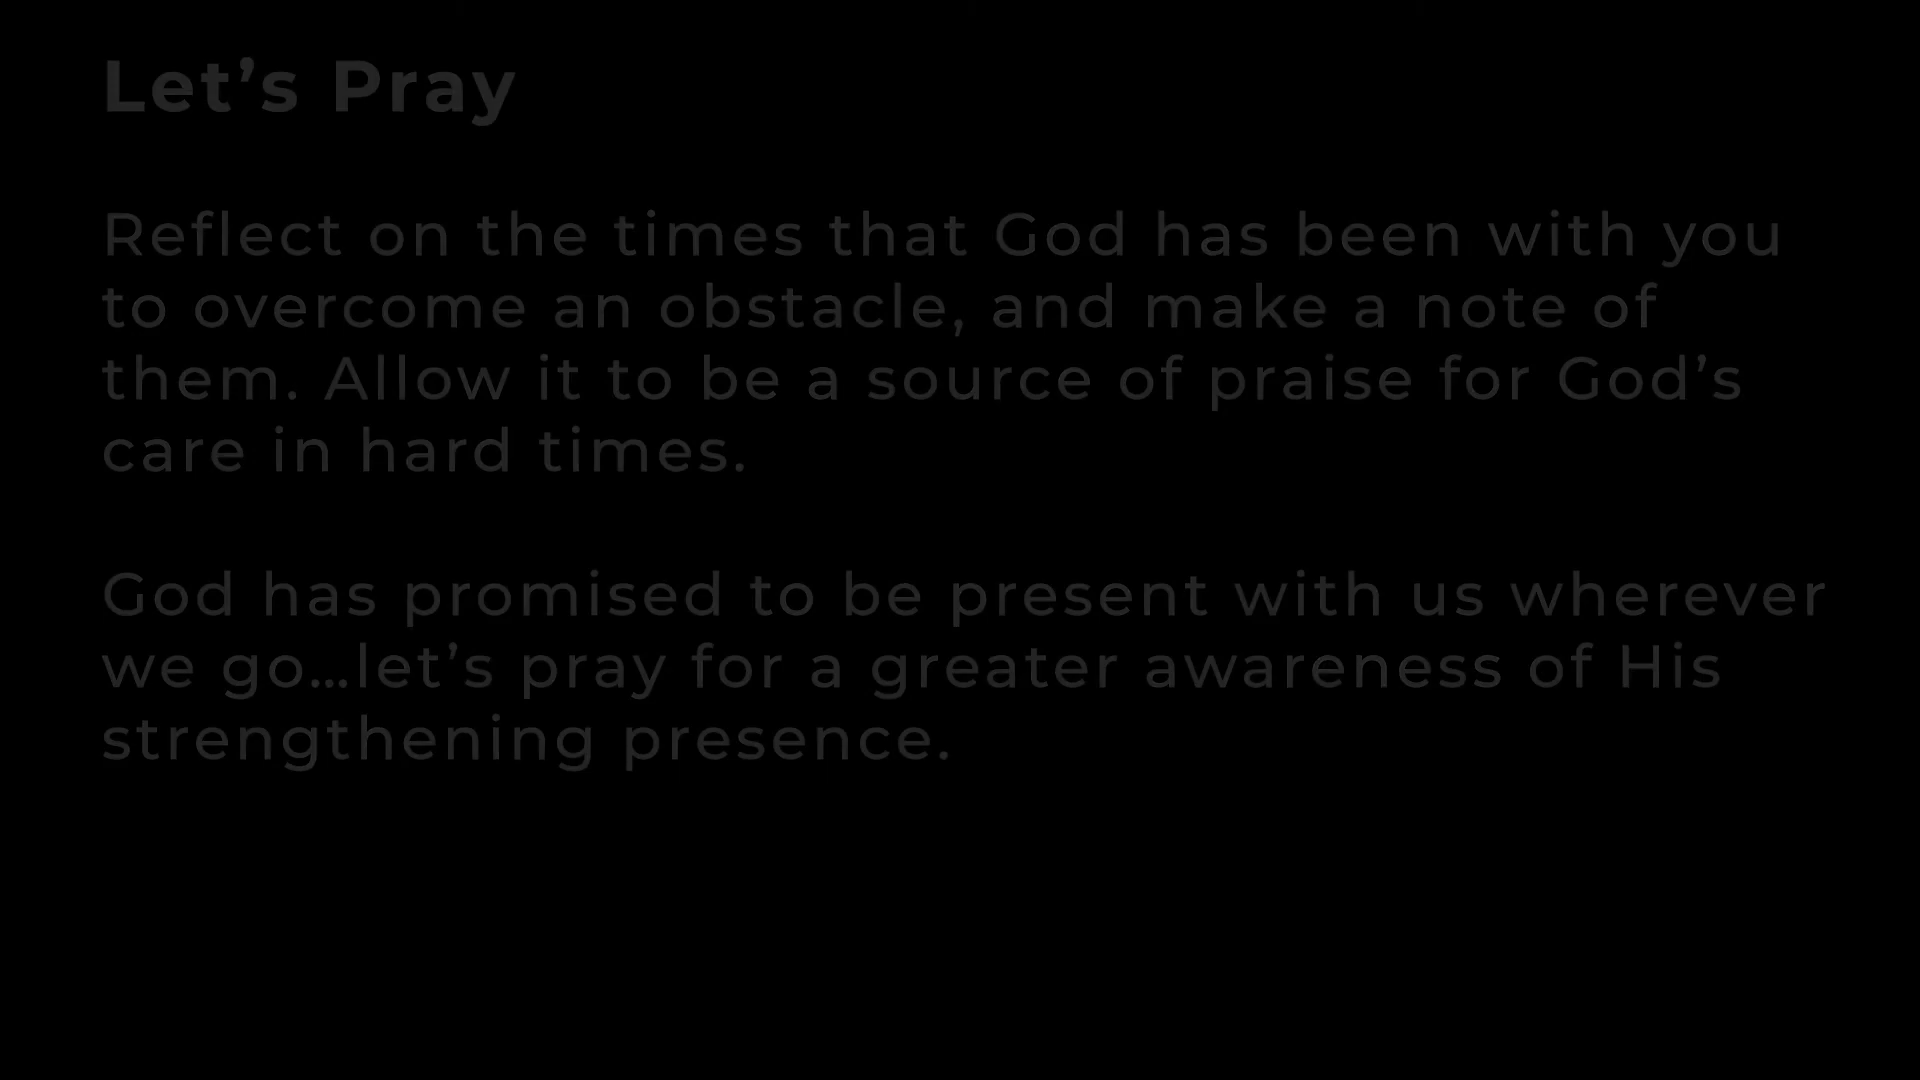 Let’s Pray
Reflect on the times that God has been with you
to overcome an obstacle, and make a note of
them. Allow it to be a source of praise for God’s
care in hard times.
God has promised to be present with us wherever
we go…let’s pray for a greater awareness of His
strengthening presence.